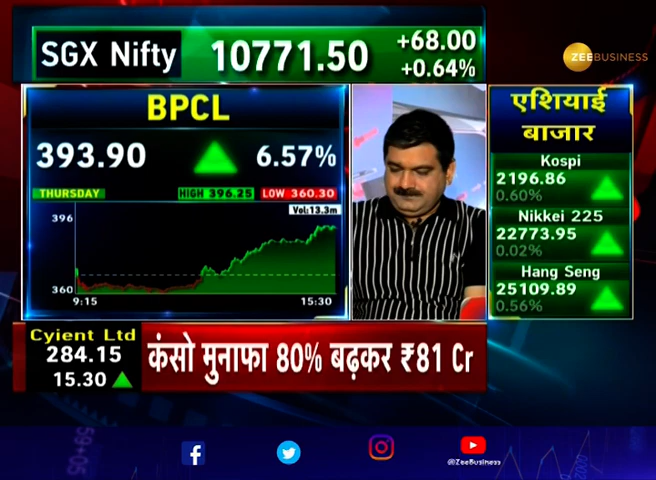 SGX Nifty 10771.50 +68.00
+0.64%
ZEEBUSINESS
BPCL
393.90 6.57%
THURSDAY HIGH 396.25 LOW 360.30
Vol:13.3m
396
360
9:15 15:30
एशियाई
बाजार
Kospi
2196.86
0.60%
Nikkei 225
22773.95
0.02%
Hang Seng
25109.89
0.56%
Cyient Ltd
284.15
15.30
कंसो मुनाफा 80% बढ़कर ₹81 Cr
@ZeeBusiness